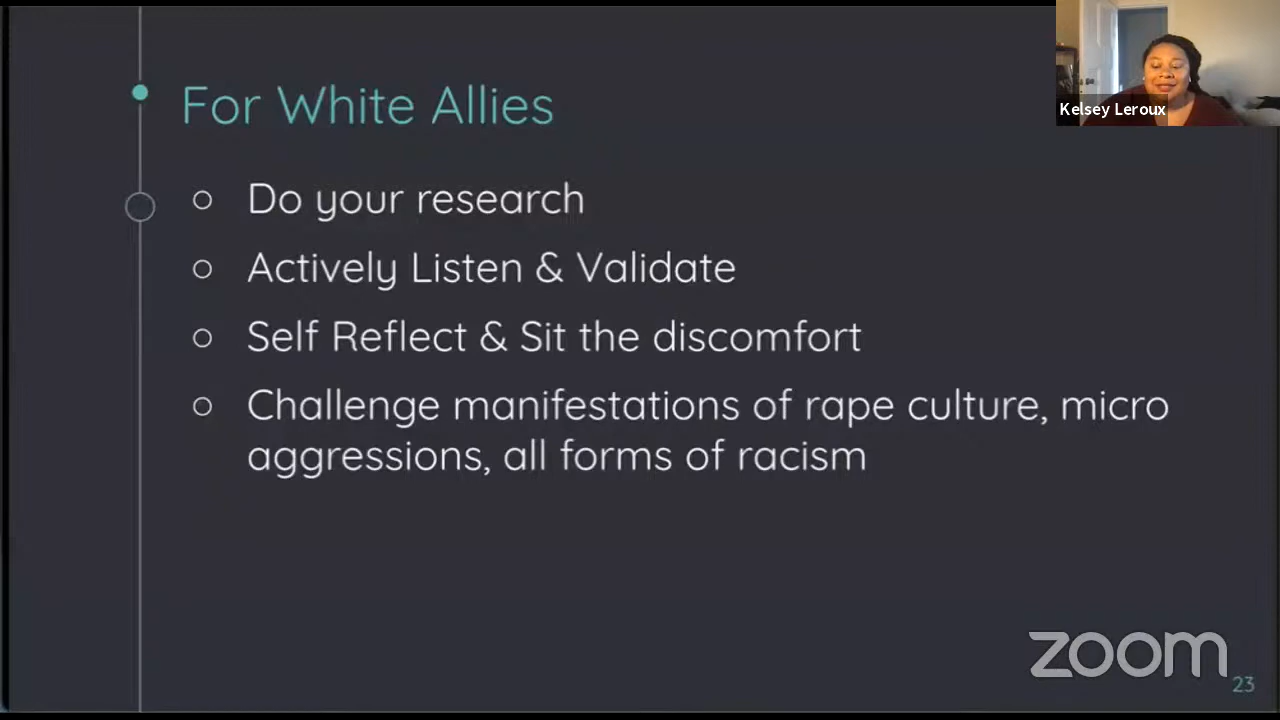 For White Allies
Kelsey Leroux
Do your research
Actively Listen & Validate
Self Reflect & Sit the discomfort
Challenge manifestations of rape culture, micro
aggressions, all forms of racism
zoom
23